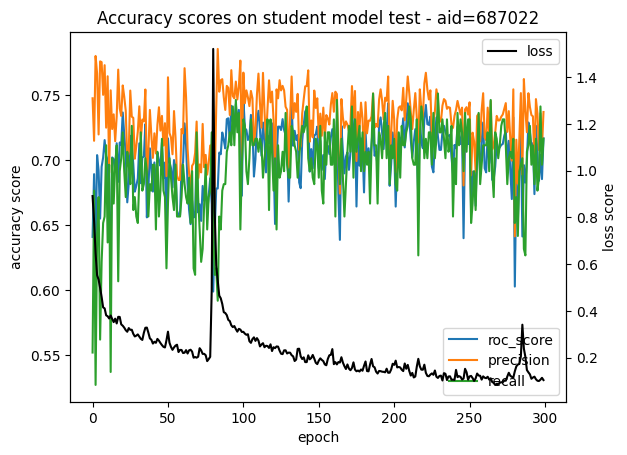 Accuracy scores on student model test - aid=687022
loss
0.75
0.70
0.65
0.60
0.55
accuracy score
1.4
1.2
1.0
0.8
0.6
0.4
0.2
loss score
roc_score
precision
recall
0
50
100
150
200
250
300
epoch